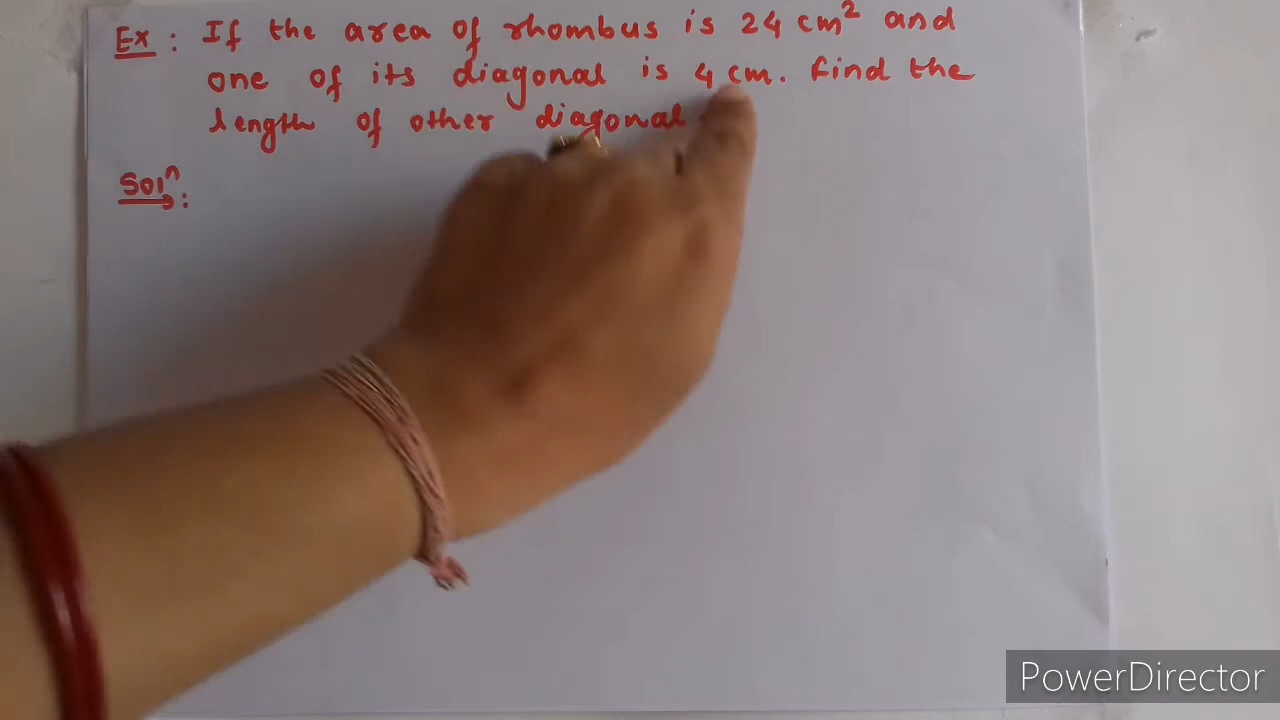 Ex : If the area of rhombus is 24 cm² and
one of its diagonal is 4 cm. Find the
length of other diagonal
Solⁿ :
PowerDirector